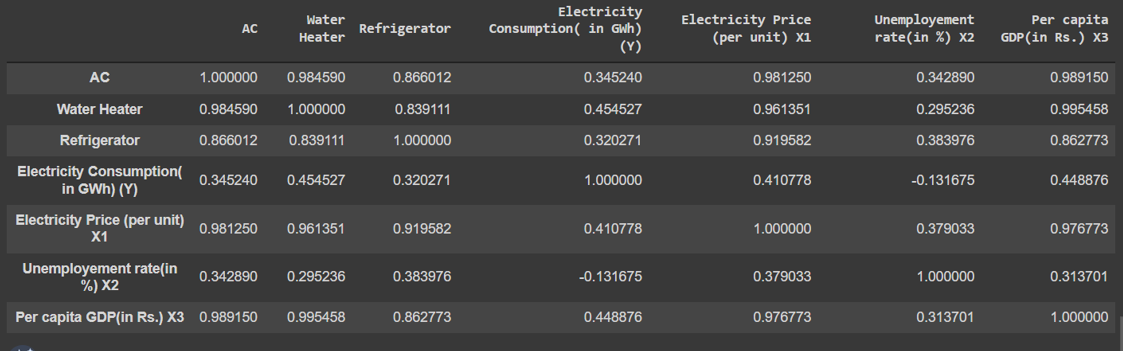 AC Water Heater Refrigerator Electricity Consumption( in GWh) (Y) Electricity Price (per unit) X1 Unemployement rate(in %) X2 Per capita GDP(in Rs.) X3
AC 1.000000 0.984590 0.866012 0.345240 0.981250 0.342890 0.989150
Water Heater 0.984590 1.000000 0.839111 0.454527 0.961351 0.295236 0.995458
Refrigerator 0.866012 0.839111 1.000000 0.320271 0.919582 0.383976 0.862773
Electricity Consumption( in GWh) (Y) 0.345240 0.454527 0.320271 1.000000 0.410778 -0.131675 0.448876
Electricity Price (per unit) X1 0.981250 0.961351 0.919582 0.410778 1.000000 0.379033 0.976773
Unemployement rate(in %) X2 0.342890 0.295236 0.383976 -0.131675 0.379033 1.000000 0.313701
Per capita GDP(in Rs.) X3 0.989150 0.995458 0.862773 0.448876 0.976773 0.313701 1.000000